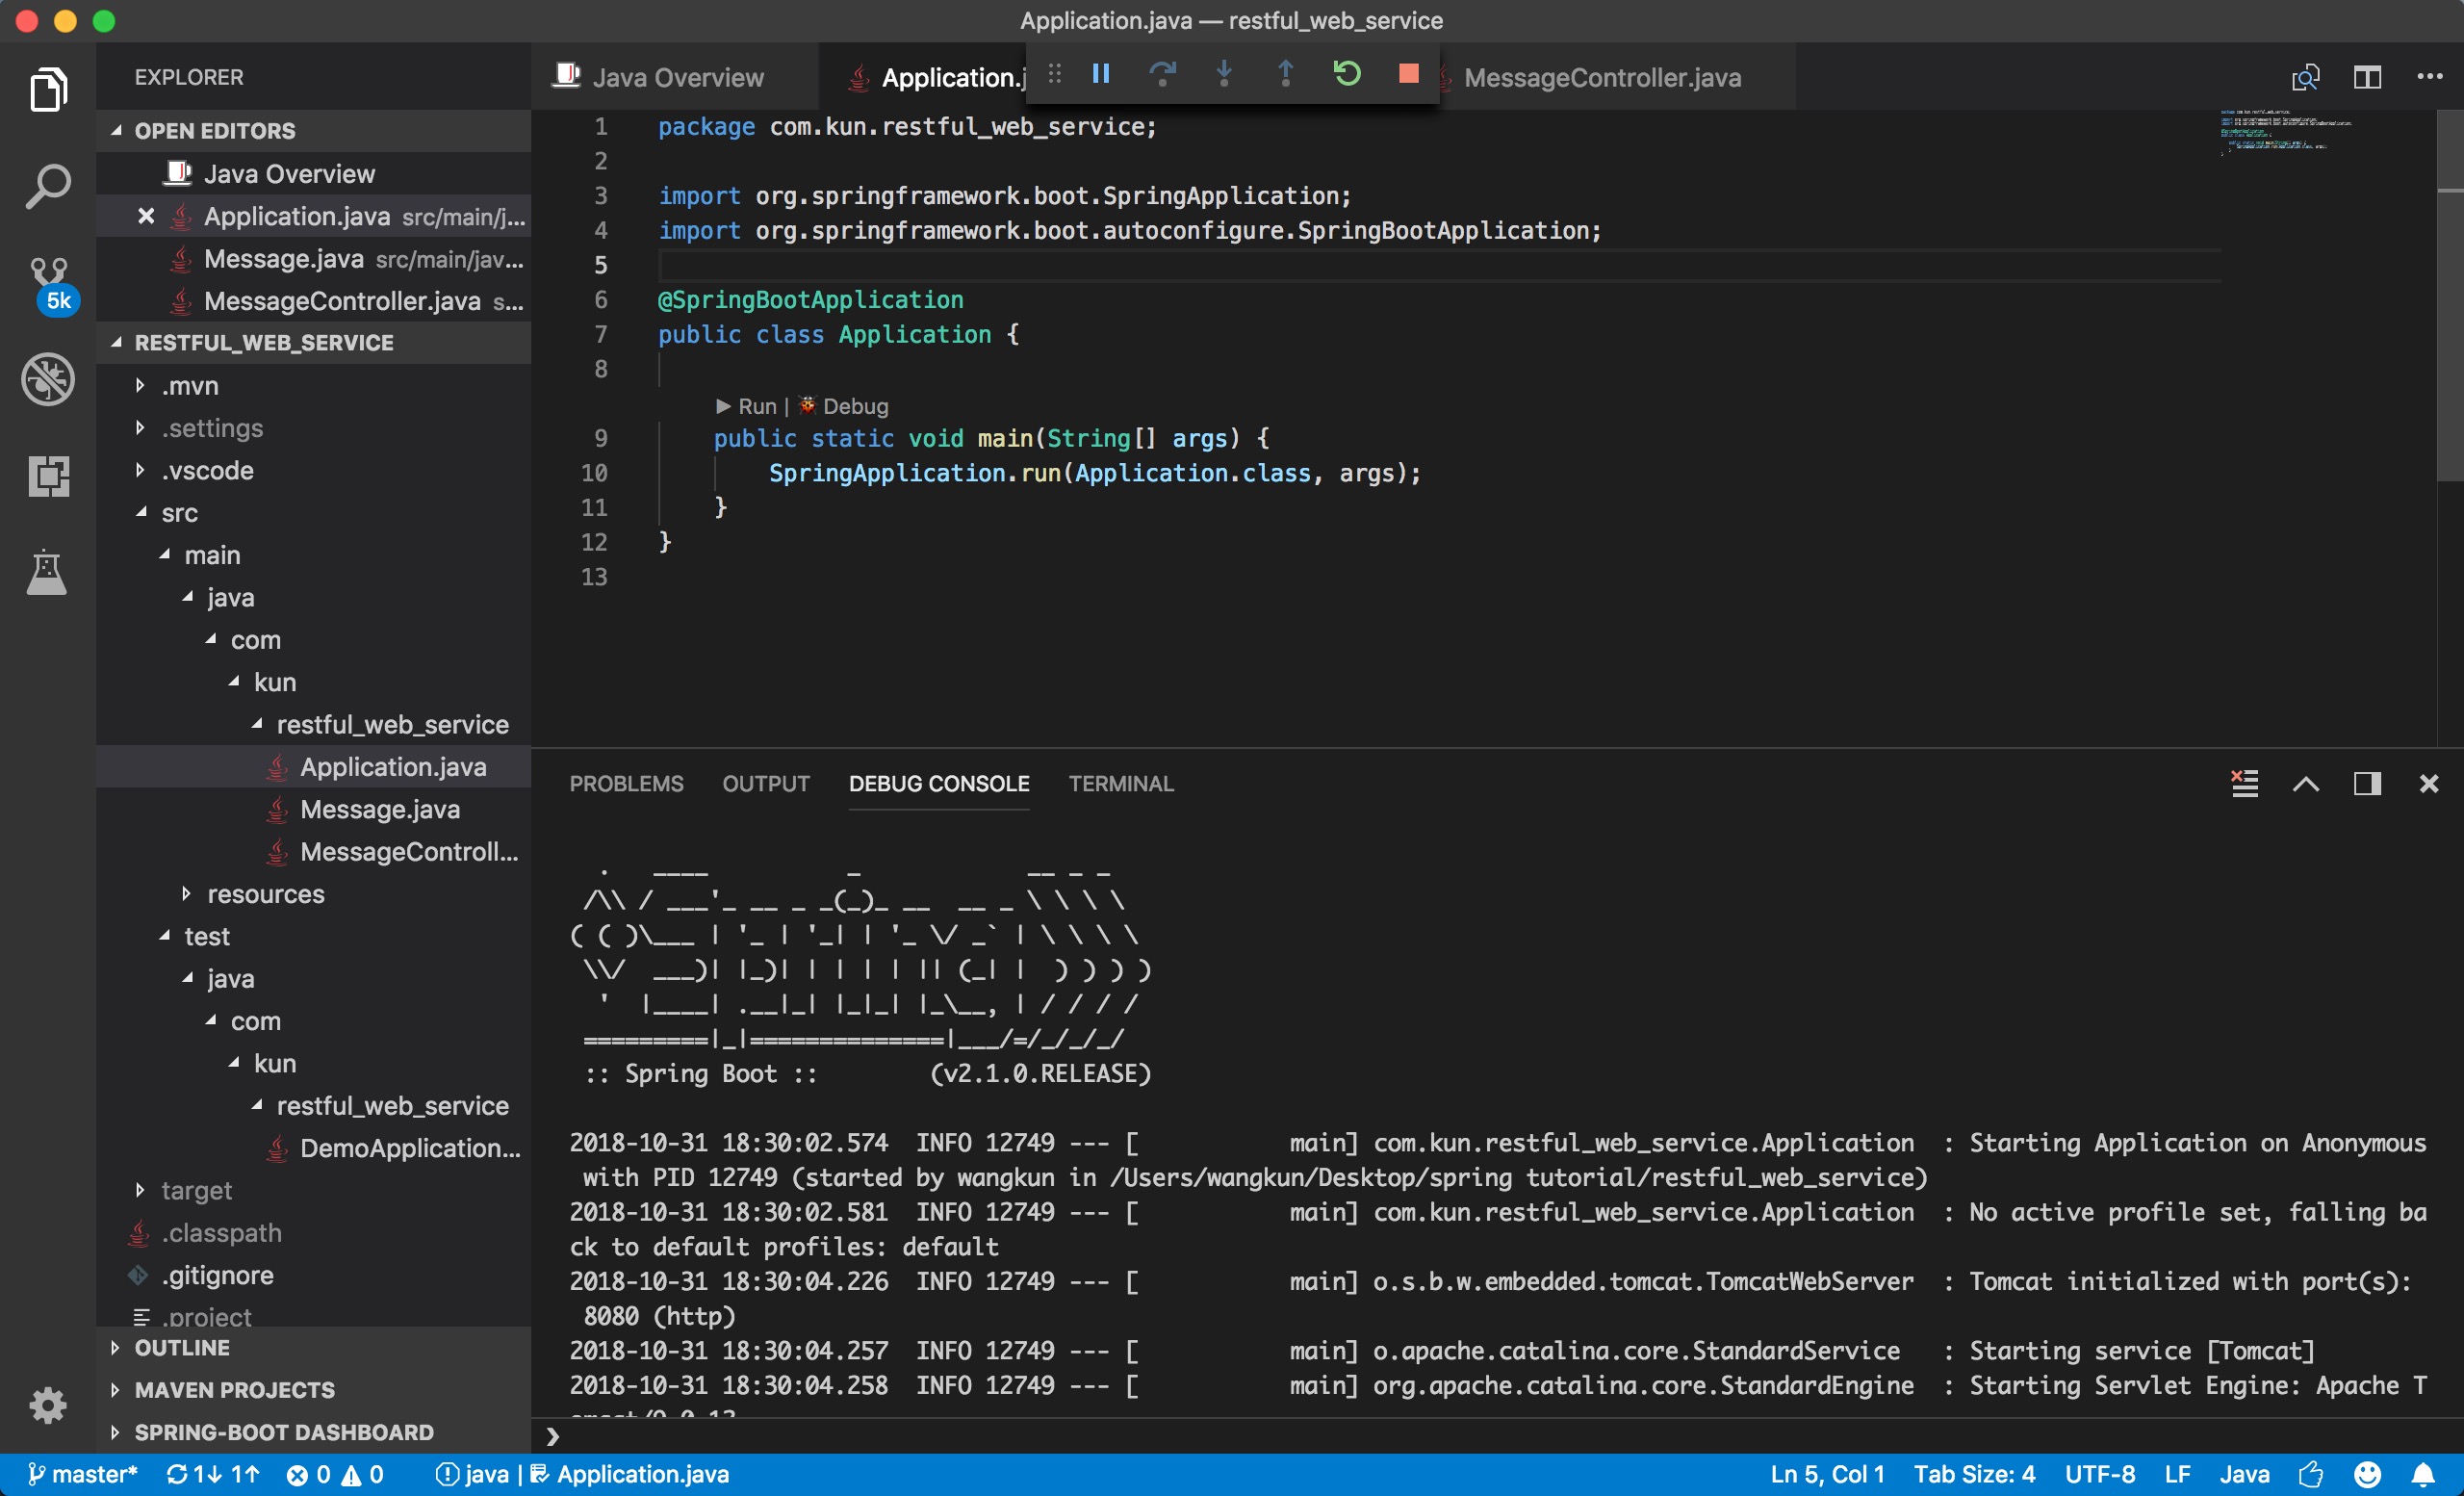 Application.java — restful_web_service
EXPLORER
OPEN EDITORS
Java Overview
Application.java src/main/j...
Message.java src/main/jav...
MessageController.java s...
RESTFUL_WEB_SERVICE
.mvn
.settings
.vscode
src
main
java
com
kun
restful_web_service
Application.java
Message.java
MessageControll...
resources
test
java
com
kun
restful_web_service
DemoApplication...
target
.classpath
.gitignore
.project
OUTLINE
MAVEN PROJECTS
SPRING-BOOT DASHBOARD
5k
Java Overview
Application.j
MessageController.java
1 package com.kun.restful_web_service;
2
3 import org.springframework.boot.SpringApplication;
4 import org.springframework.boot.autoconfigure.SpringBootApplication;
5
6 @SpringBootApplication
7 public class Application {
8
▶ Run | Debug
9 public static void main(String[] args) {
10 SpringApplication.run(Application.class, args);
11 }
12 }
13
PROBLEMS OUTPUT DEBUG CONSOLE TERMINAL
  .   ____          _            __ _ _
 /\\ / ___'_ __ _ _(_)_ __  __ _ \ \ \ \
( ( )\___ | '_ | '_| | '_ \/ _` | \ \ \ \
 \\/  ___)| |_)| | | | | || (_| |  ) ) ) )
  '  |____| .__|_| |_|_| |_\__, | / / / /
 =========|_|==============|___/=/_/_/_/
 :: Spring Boot ::        (v2.1.0.RELEASE)
2018-10-31 18:30:02.574  INFO 12749 --- [           main] com.kun.restful_web_service.Application  : Starting Application on Anonymous
 with PID 12749 (started by wangkun in /Users/wangkun/Desktop/spring tutorial/restful_web_service)
2018-10-31 18:30:02.581  INFO 12749 --- [           main] com.kun.restful_web_service.Application  : No active profile set, falling ba
ck to default profiles: default
2018-10-31 18:30:04.226  INFO 12749 --- [           main] o.s.b.w.embedded.tomcat.TomcatWebServer  : Tomcat initialized with port(s):
 8080 (http)
2018-10-31 18:30:04.257  INFO 12749 --- [           main] o.apache.catalina.core.StandardService   : Starting service [Tomcat]
2018-10-31 18:30:04.258  INFO 12749 --- [           main] org.apache.catalina.core.StandardEngine  : Starting Servlet Engine: Apache T
❯
master* 1↓ 1↑ 0 0 java | Application.java Ln 5, Col 1 Tab Size: 4 UTF-8 LF Java